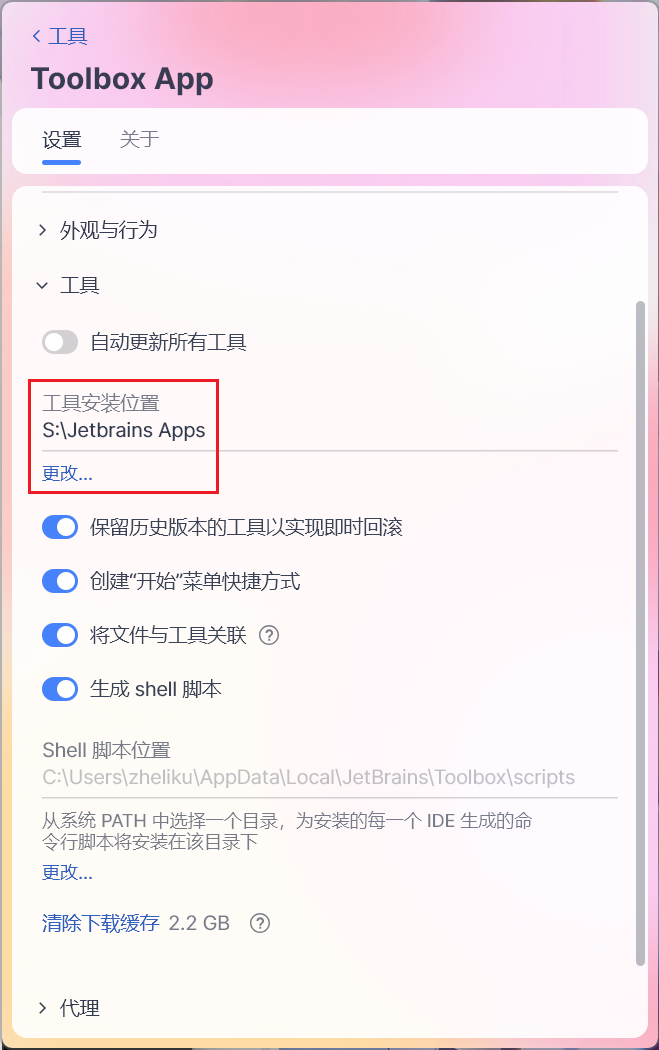 工具
Toolbox App
设置 关于
外观与行为
工具
自动更新所有工具
工具安装位置
S:\Jetbrains Apps
更改...
保留历史版本的工具以实现即时回滚
创建“开始”菜单快捷方式
将文件与工具关联 ?
生成 shell 脚本
Shell 脚本位置
C:\Users\zheliku\AppData\Local\JetBrains\Toolbox\scripts
从系统 PATH 中选择一个目录，为安装的每一个 IDE 生成的命
令行脚本将安装在该目录下
更改...
清除下载缓存 2.2 GB ?
代理